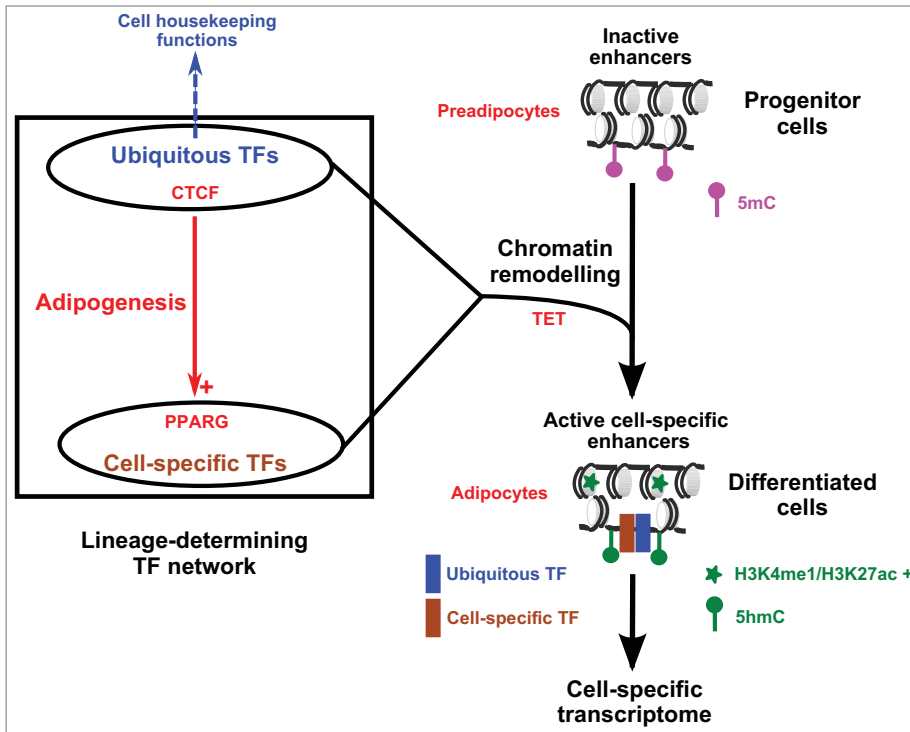 Cell housekeeping
functions
Ubiquitous TFs
CTCF
Adipogenesis
+
PPARG
Cell-specific TFs
Lineage-determining
TF network
Inactive
enhancers
Preadipocytes
Progenitor
cells
5mC
Chromatin
remodelling
TET
Active cell-specific
enhancers
Adipocytes
Differentiated
cells
Ubiquitous TF
Cell-specific TF
H3K4me1/H3K27ac +
5hmC
Cell-specific
transcriptome